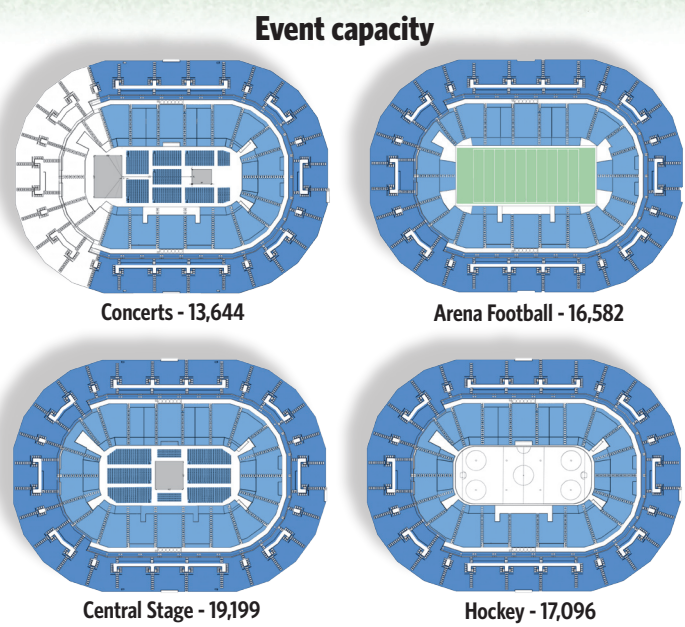 Event capacity
Concerts - 13,644
Arena Football - 16,582
Central Stage - 19,199
Hockey - 17,096